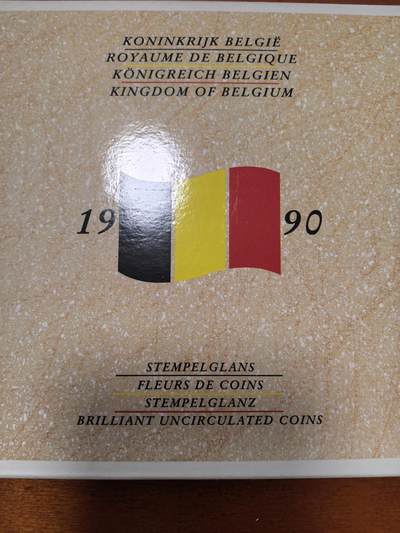 KONINKRIJK BELGIË
ROYAUME DE BELGIQUE
KÖNIGREICH BELGIEN
KINGDOM OF BELGIUM
19 90
STEMPELGLANS
FLEURS DE COINS
STEMPELGLANZ
BRILLIANT UNCIRCULATED COINS